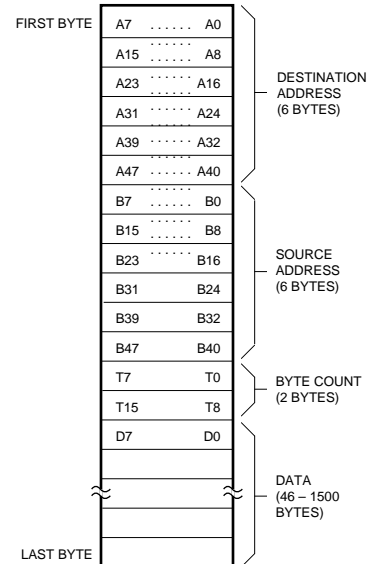 FIRST BYTE
A7 ...... A0
A15 ...... A8
A23 ...... A16
A31 ...... A24
A39 ...... A32
A47 ...... A40
DESTINATION
ADDRESS
(6 BYTES)
B7 ...... B0
B15 ...... B8
B23 ...... B16
B31 B24
B39 B32
B47 B40
SOURCE
ADDRESS
(6 BYTES)
T7 T0
T15 T8
BYTE COUNT
(2 BYTES)
D7 D0
DATA
(46 – 1500
BYTES)
LAST BYTE